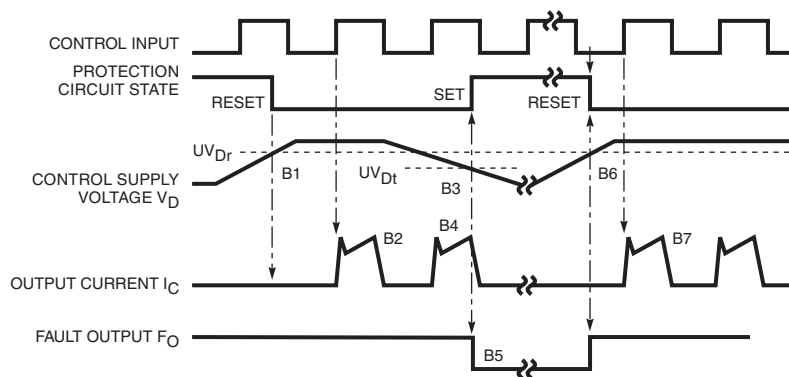 CONTROL INPUT
PROTECTION
CIRCUIT STATE
RESET
SET
RESET
UVDr
B1
UVDt
B3
B6
CONTROL SUPPLY
VOLTAGE VD
B2
B4
B7
OUTPUT CURRENT IC
FAULT OUTPUT FO
B5